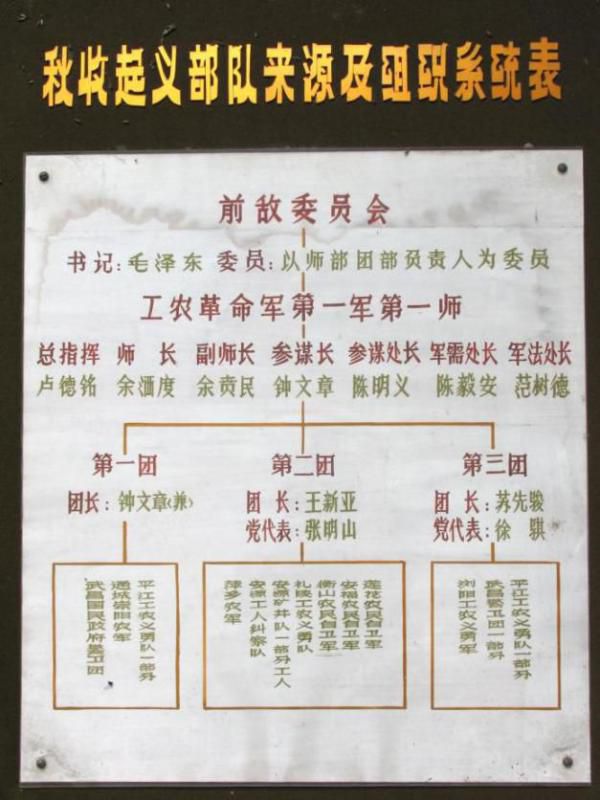 秋收起义部队来源及组织系统表
前敌委员会
书记:毛泽东 委员:以师部团部负责人为委员
工农革命军第一军第一师
总指挥 师长 副师长 参谋长 参谋处长 军需处长 军法处长
卢德铭 余洒度 余贲民 钟文章 陈明义 陈毅安 范树德
第一团 第二团 第三团
团长:钟文章(兼) 团长:王新亚 团长:苏先骏
党代表:张明山 党代表:徐骐
平江工农义勇队一部分
通城崇阳农军
武昌国民政府警卫团
莲花农民自卫军
安福农民自卫军
衡山农民自卫军
礼陵工农义勇队
安源矿井队一部分工人
安源工人纠察队
萍乡农军
平江工农义勇队一部分
武昌警卫团一部分
浏阳工农义勇军